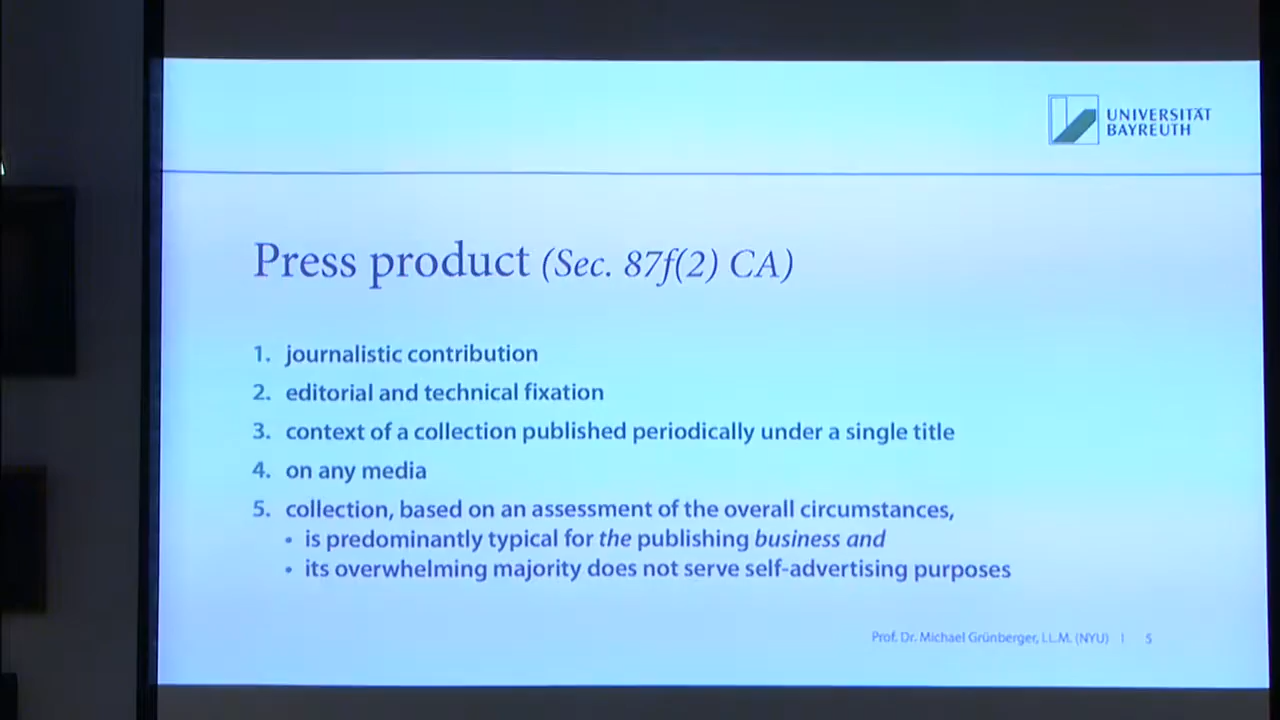 UNIVERSITÄT
BAYREUTH
Press product (Sec. 87f(2) CA)
1. journalistic contribution
2. editorial and technical fixation
3. context of a collection published periodically under a single title
4. on any media
5. collection, based on an assessment of the overall circumstances,
• is predominantly typical for the publishing business and
• its overwhelming majority does not serve self-advertising purposes
Prof. Dr. Michael Grünberger, LL.M. (NYU) | 5